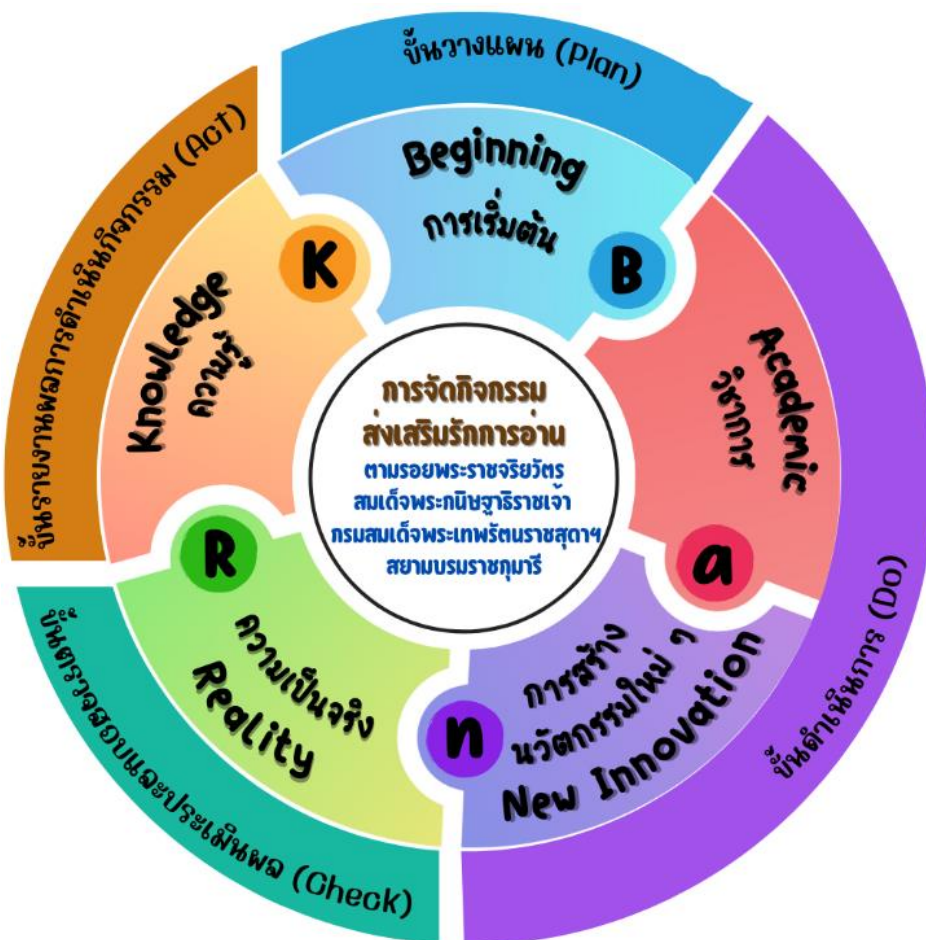 ขั้นวางแผน (Plan)
Beginning
การเริ่มต้น
B
Academic
วิชาการ
a
ขั้นดำเนินการ (Do)
การสร้าง
นวัตกรรมใหม่ ๆ
New Innovation
n
ความเป็นจริง
Reality
R
ขั้นตรวจสอบและประเมินผล (Check)
Knowledge
ความรู้
K
ขั้นรายงานผลการดำเนินกิจกรรม (Act)
การจัดกิจกรรม
ส่งเสริมรักการอ่าน
ตามรอยพระราชจริยวัตร
สมเด็จพระกนิษฐาธิราชเจ้า
กรมสมเด็จพระเทพรัตนราชสุดาฯ
สยามบรมราชกุมารี